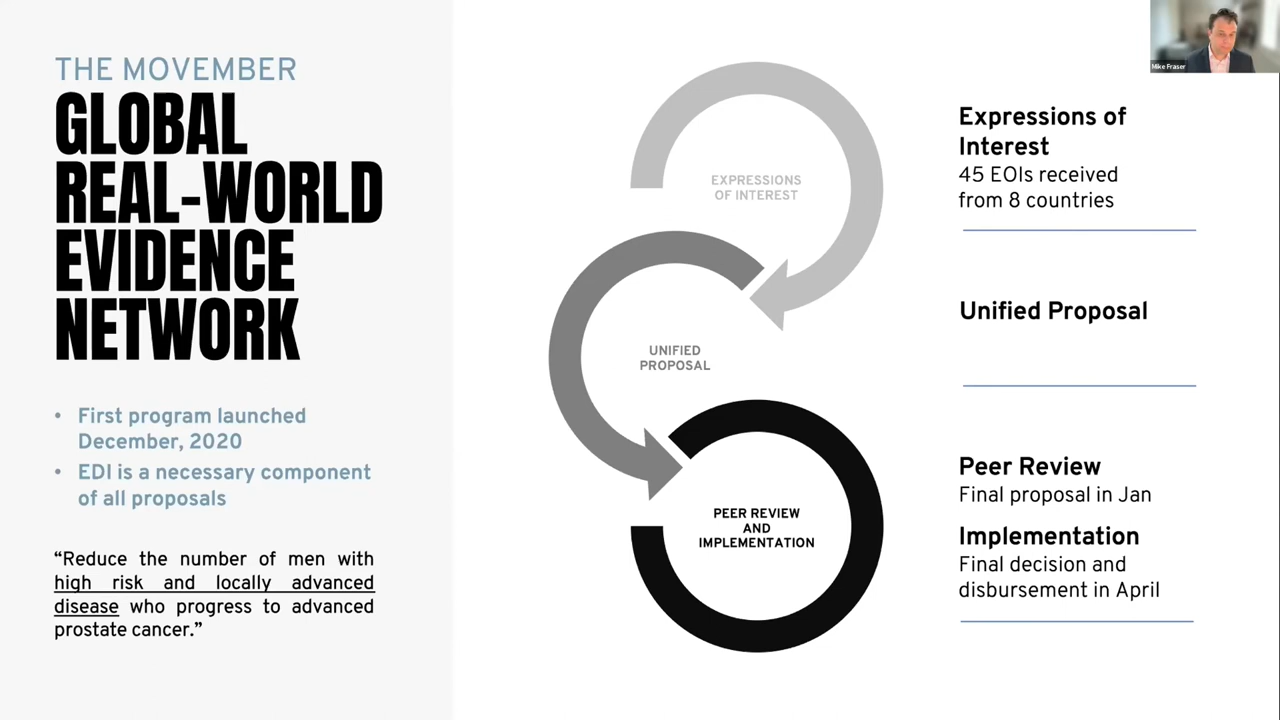 THE MOVEMBER
GLOBAL
REAL-WORLD
EVIDENCE
NETWORK
• First program launched
December, 2020
• EDI is a necessary component
of all proposals
“Reduce the number of men with
high risk and locally advanced
disease who progress to advanced
prostate cancer.”
EXPRESSIONS
OF INTEREST
UNIFIED
PROPOSAL
PEER REVIEW
AND
IMPLEMENTATION
Expressions of
Interest
45 EOIs received
from 8 countries
Unified Proposal
Peer Review
Final proposal in Jan
Implementation
Final decision and
disbursement in April
Mike Fraser